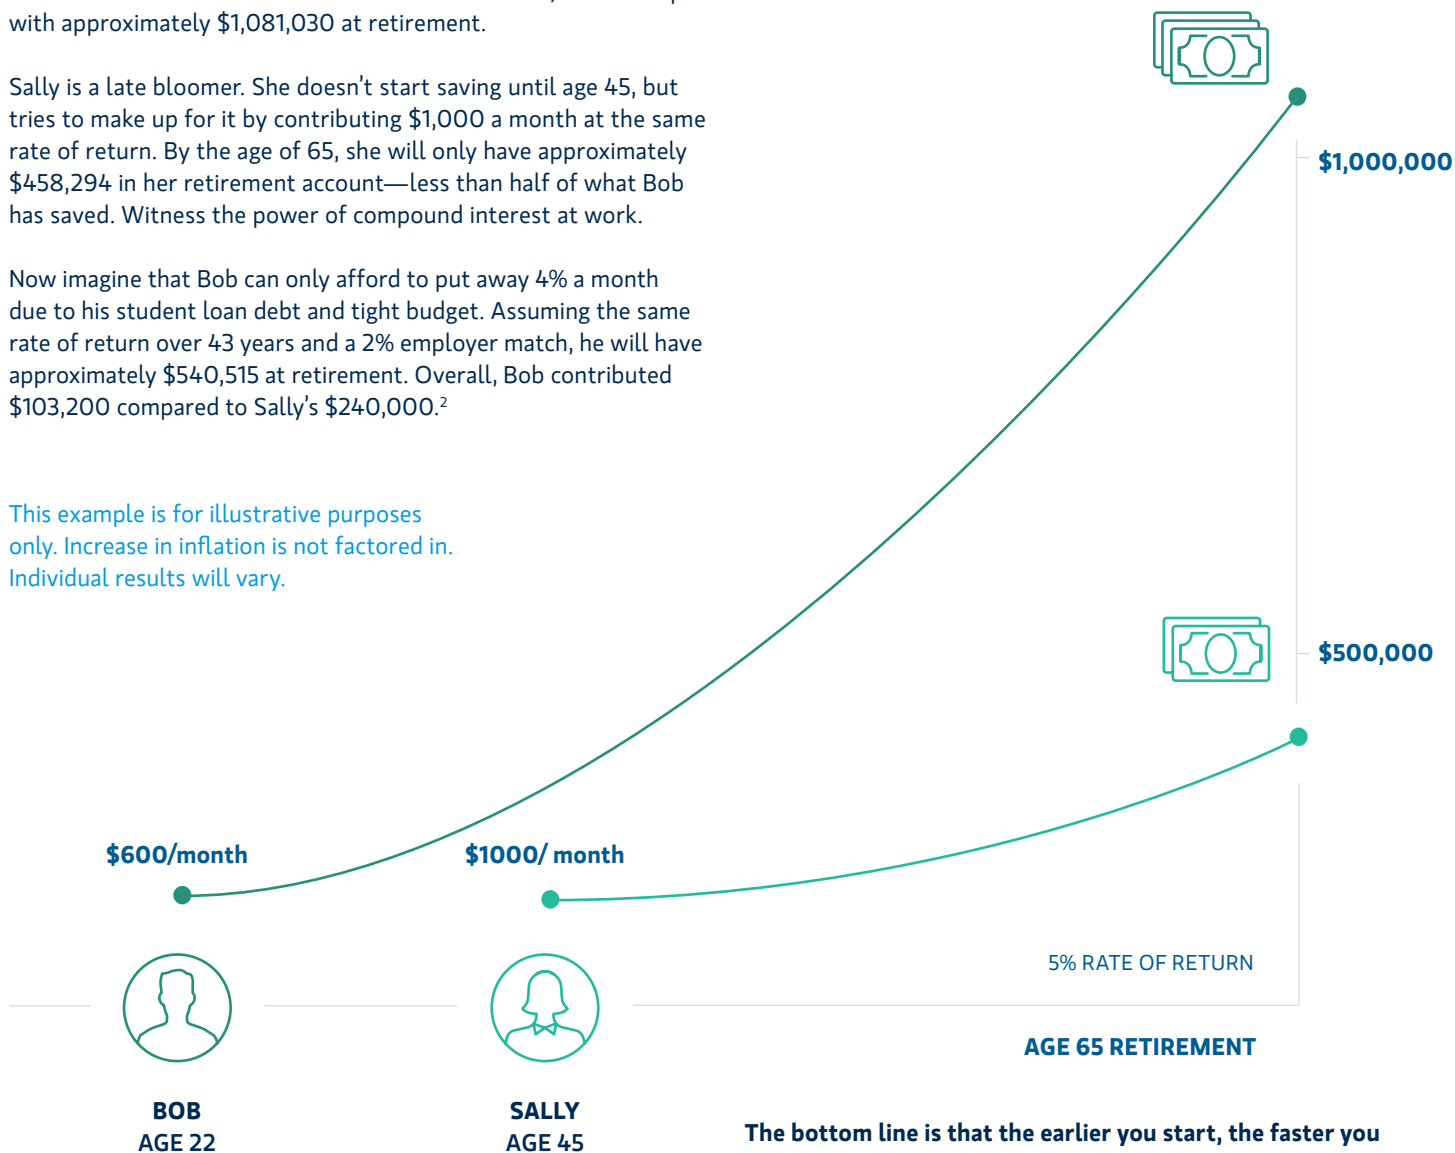 with approximately $1,081,030 at retirement.
Sally is a late bloomer. She doesn't start saving until age 45, but
tries to make up for it by contributing $1,000 a month at the same
rate of return. By the age of 65, she will only have approximately
$458,294 in her retirement account—less than half of what Bob
has saved. Witness the power of compound interest at work.
Now imagine that Bob can only afford to put away 4% a month
due to his student loan debt and tight budget. Assuming the same
rate of return over 43 years and a 2% employer match, he will have
approximately $540,515 at retirement. Overall, Bob contributed
$103,200 compared to Sally's $240,000.²
This example is for illustrative purposes
only. Increase in inflation is not factored in.
Individual results will vary.
$1,000,000
$500,000
$600/month
$1000/ month
5% RATE OF RETURN
AGE 65 RETIREMENT
BOB
AGE 22
SALLY
AGE 45
The bottom line is that the earlier you start, the faster you